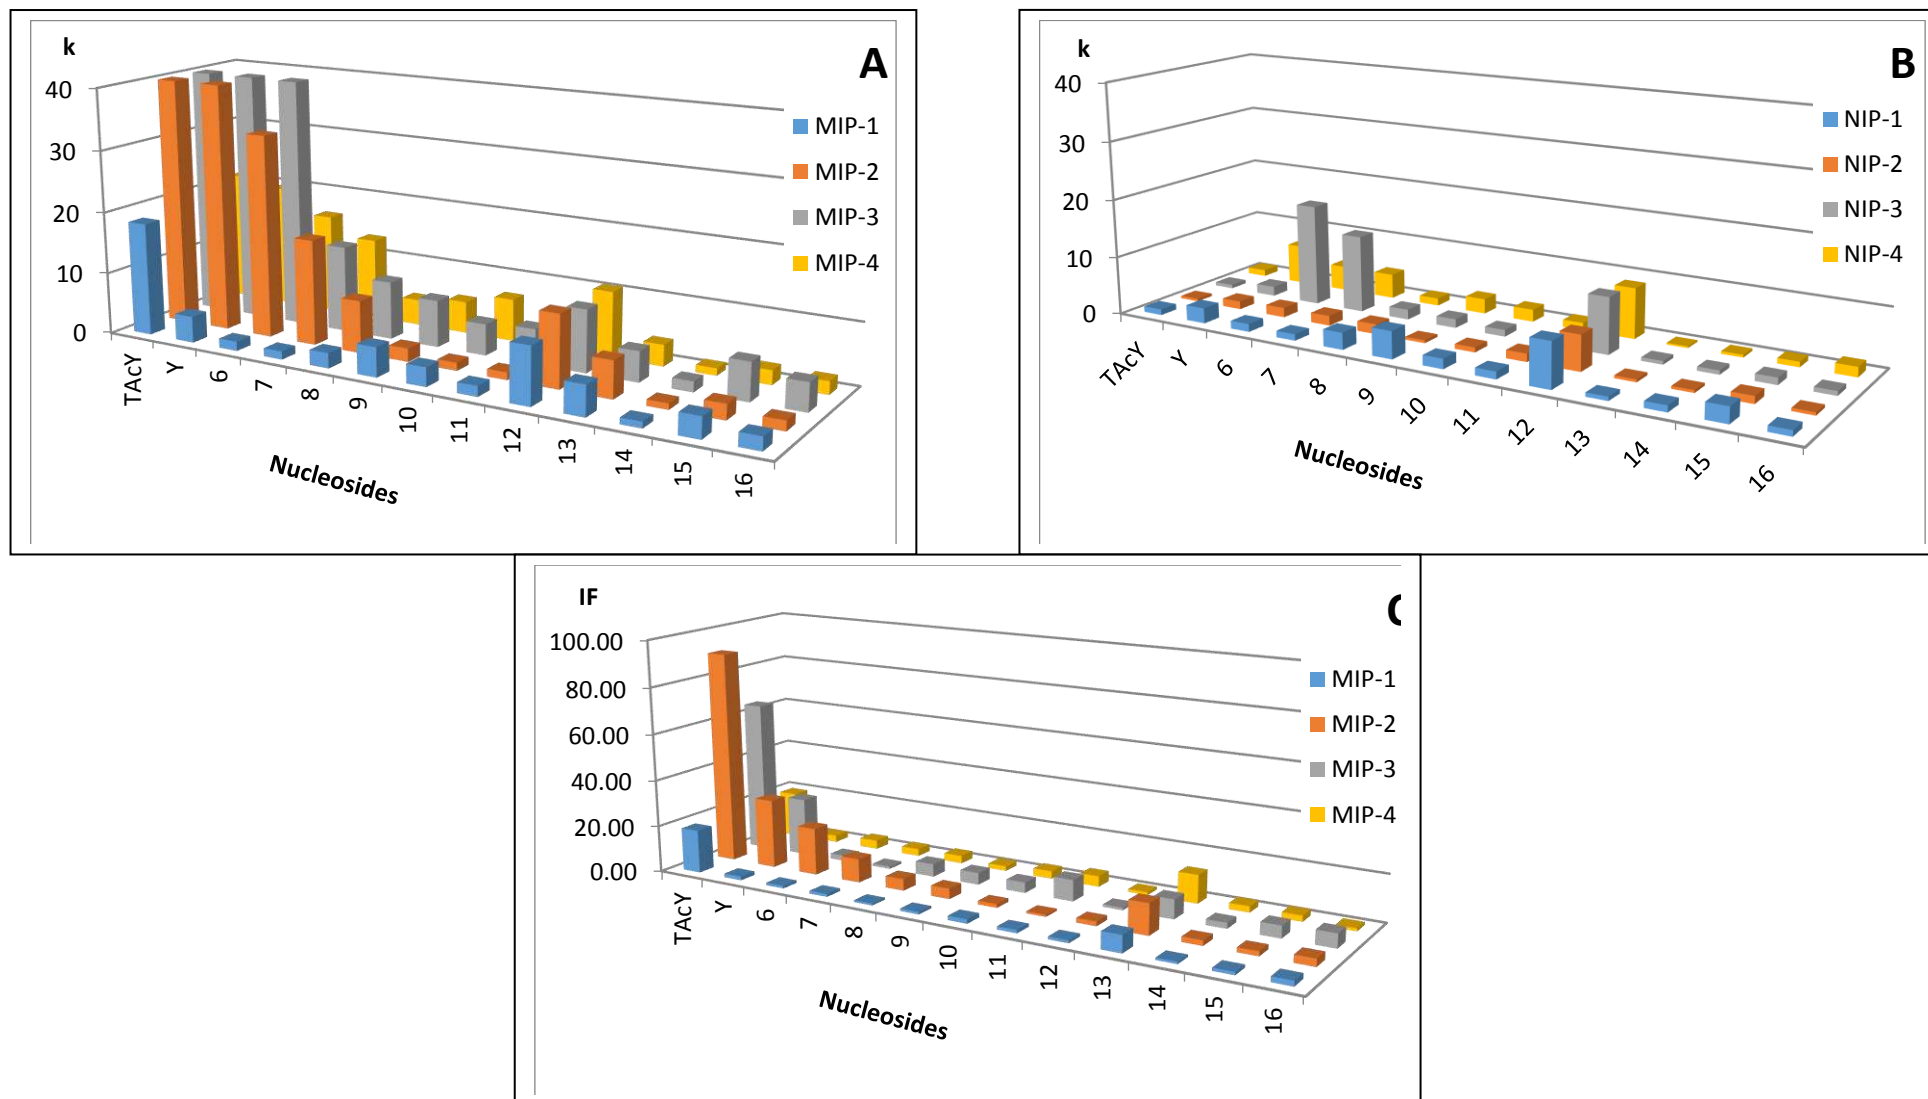 k
A
40
30
20
10
0
MIP-1
MIP-2
MIP-3
MIP-4
TAcY
Y
6
7
8
9
10
11
12
13
14
15
16
Nucleosides
k
B
40
30
20
10
0
NIP-1
NIP-2
NIP-3
NIP-4
TAcY
Y
6
7
8
9
10
11
12
13
14
15
16
Nucleosides
IF
C
100.00
80.00
60.00
40.00
20.00
0.00
MIP-1
MIP-2
MIP-3
MIP-4
TAcY
Y
6
7
8
9
10
11
12
13
14
15
16
Nucleosides